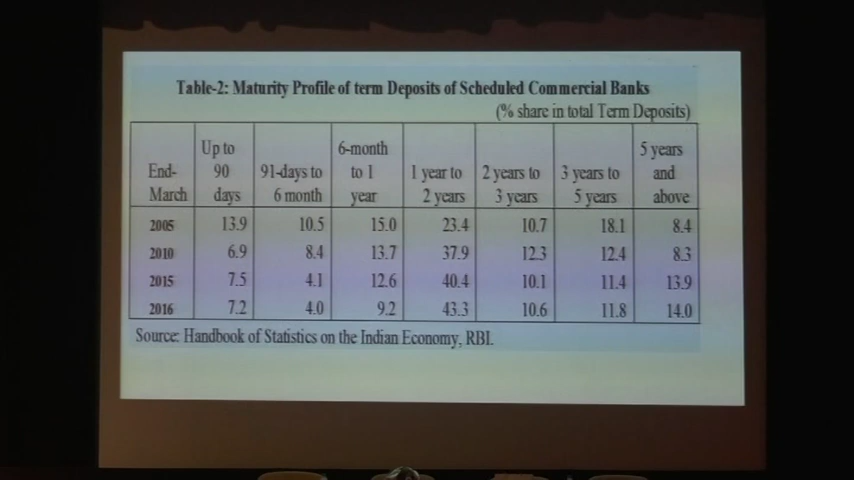 Table-2: Maturity Profile of term Deposits of Scheduled Commercial Banks
(% share in total Term Deposits)
End-March Up to 90 days 91-days to 6 month 6-month to 1 year 1 year to 2 years 2 years to 3 years 3 years to 5 years 5 years and above
2005 13.9 10.5 15.0 23.4 10.7 18.1 8.4
2010 6.9 8.4 13.7 37.9 12.3 12.4 8.3
2015 7.5 4.1 12.6 40.4 10.1 11.4 13.9
2016 7.2 4.0 9.2 43.3 10.6 11.8 14.0
Source: Handbook of Statistics on the Indian Economy, RBI.